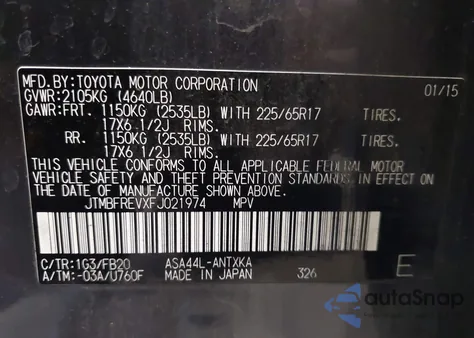 MFD.BY:TOYOTA MOTOR CORPORATION 01/15
GVWR:2105KG (4640LB)
GAWR:FRT. 1150KG (2535LB) WITH 225/65R17 TIRES.
17X6.1/2J RIMS.
RR. 1150KG (2535LB) WITH 225/65R17 TIRES.
17X6.1/2J RIMS.
THIS VEHICLE CONFORMS TO ALL APPLICABLE FEDERAL MOTOR
VEHICLE SAFETY AND THEFT PREVENTION STANDARDS IN EFFECT
ON THE DATE OF MANUFACTURE SHOWN ABOVE.
JTMBFREVXFJ021974 MPV
C/TR:1G3/FB20 ASA44L-ANTXKA
A/TM:-03A/U760F MADE IN JAPAN 326 E
autoSnap